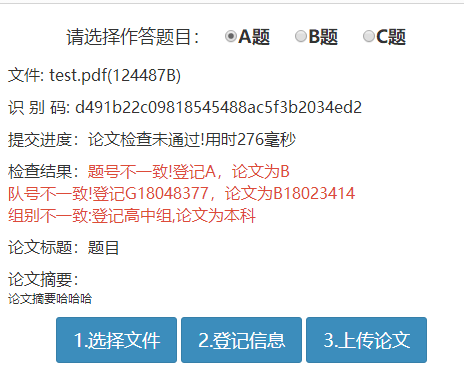 请选择作答题目： A题 B题 C题
文件: test.pdf(124487B)
识 别 码: d491b22c09818545488ac5f3b2034ed2
提交进度：论文检查未通过!用时276毫秒
检查结果：题号不一致!登记A，论文为B
队号不一致!登记G18048377，论文为B18023414
组别不一致:登记高中组,论文为本科
论文标题：题目
论文摘要：
论文摘要哈哈哈
1.选择文件 2.登记信息 3.上传论文